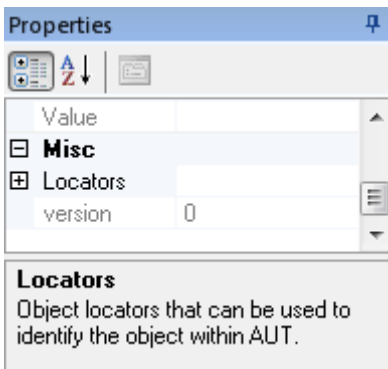 Properties
A
Z
Value
Misc
Locators
version 0
Locators
Object locators that can be used to
identify the object within AUT.